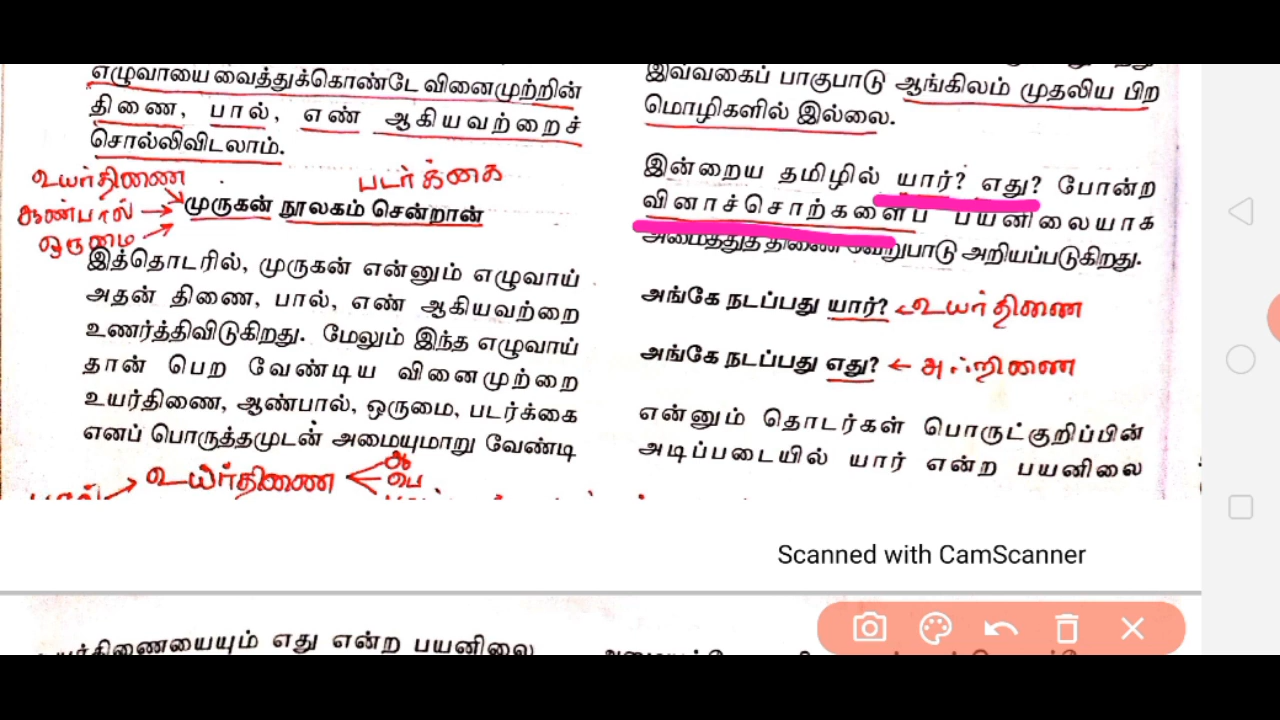 எழுவாயை வைத்துக்கொண்டே வினைமுற்றின்
திணை, பால், எண் ஆகியவற்றைச்
சொல்லிவிடலாம்.
உயர்திணை
படர்க்கை
ஆண்பால்
முருகன் நூலகம் சென்றான்
ஒருமை
இத்தொடரில், முருகன் என்னும் எழுவாய்
அதன் திணை, பால், எண் ஆகியவற்றை
உணர்த்திவிடுகிறது. மேலும் இந்த எழுவாய்
தான் பெற வேண்டிய வினைமுற்றை
உயர்திணை, ஆண்பால், ஒருமை, படர்க்கை
எனப் பொருத்தமுடன் அமையுமாறு வேண்டி
→ உயர்திணை ஆ
பெ
இவ்வகைப் பாகுபாடு ஆங்கிலம் முதலிய பிற
மொழிகளில் இல்லை.
இன்றைய தமிழில் யார்? எது? போன்ற
வினாச்சொற்களைப் பயனிலையாக
அமைத்துத் திணை வேறுபாடு அறியப்படுகிறது.
அங்கே நடப்பது யார்? ← உயர்திணை
அங்கே நடப்பது எது? ← அஃறிணை
என்னும் தொடர்கள் பொருட்குறிப்பின்
அடிப்படையில் யார் என்ற பயனிலை
Scanned with CamScanner
உயர்திணையையும் எது என்ற பயனிலை